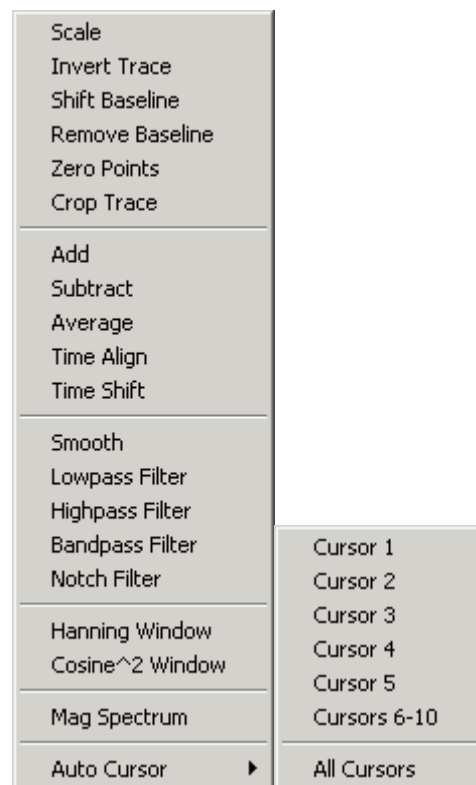 Scale
Invert Trace
Shift Baseline
Remove Baseline
Zero Points
Crop Trace
Add
Subtract
Average
Time Align
Time Shift
Smooth
Lowpass Filter
Highpass Filter
Bandpass Filter
Notch Filter
Hanning Window
Cosine^2 Window
Mag Spectrum
Auto Cursor
Cursor 1
Cursor 2
Cursor 3
Cursor 4
Cursor 5
Cursors 6-10
All Cursors